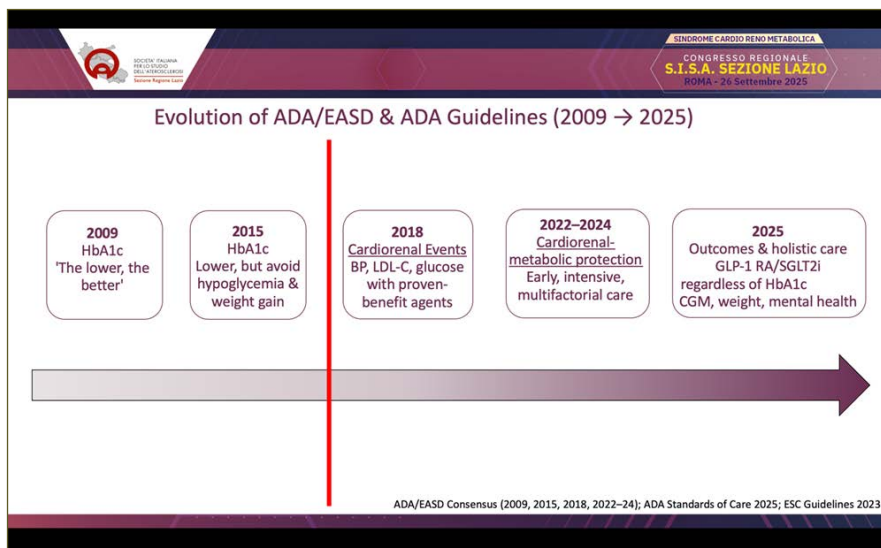 SOCIETA' ITALIANA
PER LO STUDIO
DELL'ATEROSCLEROSI
Sezione Regione Lazio
SINDROME CARDIO RENO METABOLICA
CONGRESSO REGIONALE
S.I.S.A. SEZIONE LAZIO
ROMA - 26 Settembre 2025
Evolution of ADA/EASD & ADA Guidelines (2009 → 2025)
2009
HbA1c
'The lower, the
better'
2015
HbA1c
Lower, but avoid
hypoglycemia &
weight gain
2018
Cardiorenal Events
BP, LDL-C, glucose
with proven-
benefit agents
2022–2024
Cardiorenal-
metabolic protection
Early, intensive,
multifactorial care
2025
Outcomes & holistic care
GLP-1 RA/SGLT2i
regardless of HbA1c
CGM, weight, mental health
ADA/EASD Consensus (2009, 2015, 2018, 2022–24); ADA Standards of Care 2025; ESC Guidelines 2023